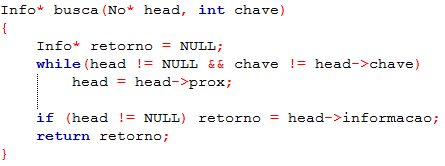 Info* busca(No* head, int chave)
{
    Info* retorno = NULL;
    while(head != NULL && chave != head->chave)
        head = head->prox;

    if (head != NULL) retorno = head->informacao;
    return retorno;
}